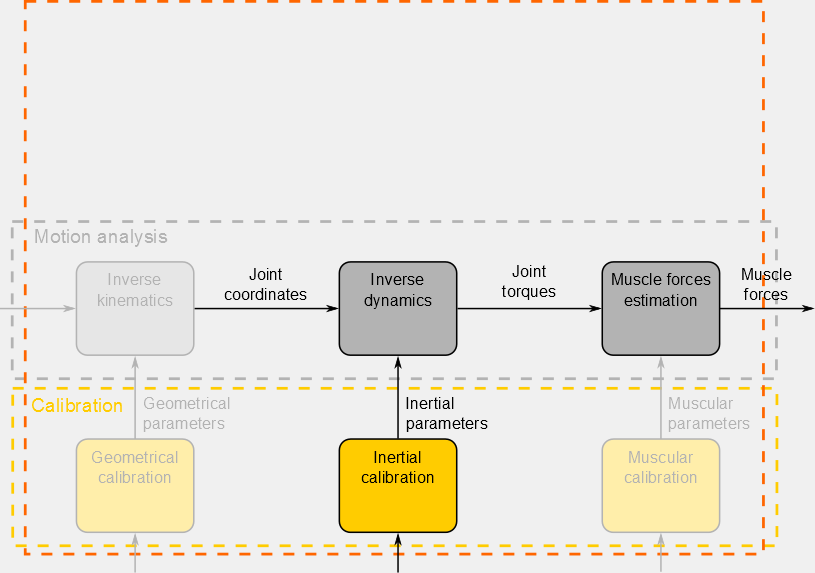 Motion analysis
Inverse
kinematics
Joint
coordinates
Inverse
dynamics
Joint
torques
Muscle forces
estimation
Muscle
forces
Calibration
Geometrical
parameters
Inertial
parameters
Muscular
parameters
Geometrical
calibration
Inertial
calibration
Muscular
calibration